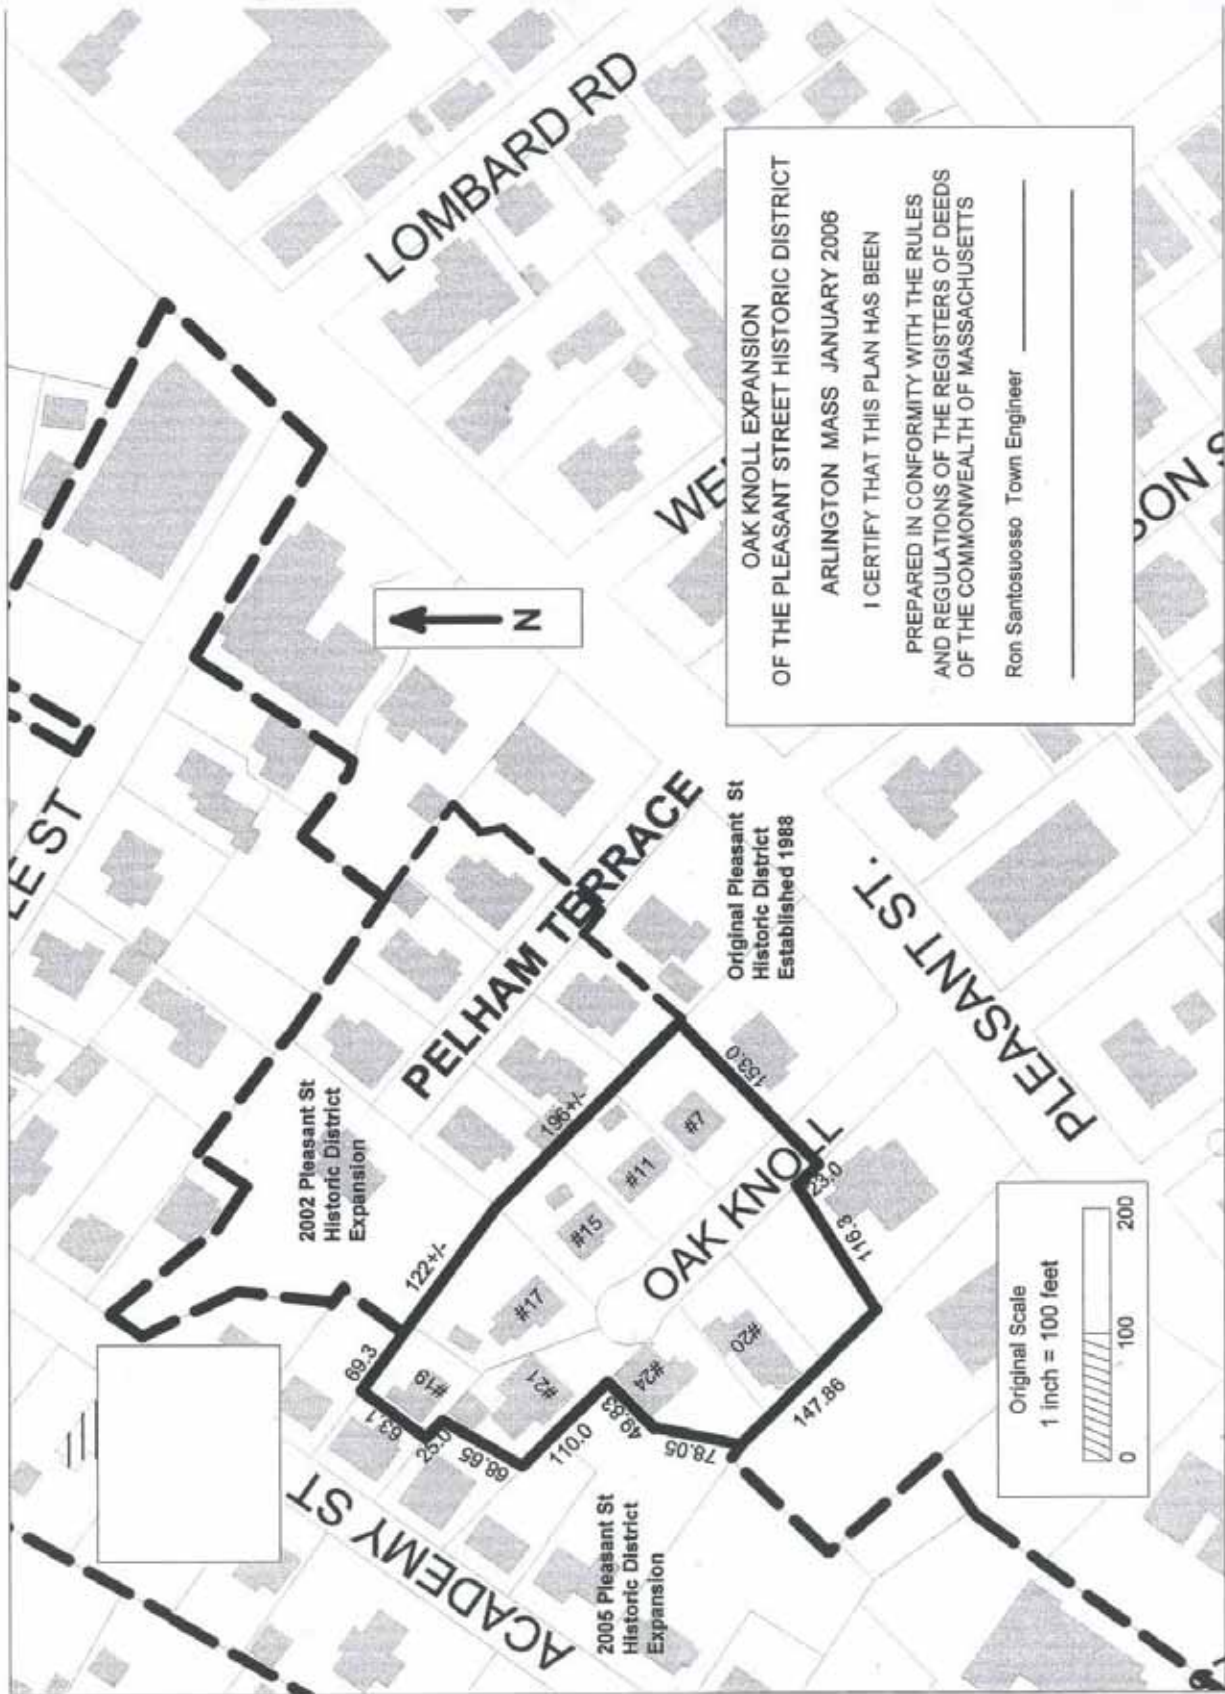 LE ST
LOMBARD RD
WE
SON S
N
PELHAM TERRACE
ACADEMY ST
OAK KNOLL
PLEASANT ST.
2002 Pleasant St
Historic District
Expansion
Original Pleasant St
Historic District
Established 1988
2005 Pleasant St
Historic District
Expansion
69.3
122+/-
196+/-
153.0
23.0
116.3
147.86
78.05
49.83
110.0
68.65
25.0
63.1
#19
#21
#17
#15
#11
#7
#24
#20
OAK KNOLL EXPANSION
OF THE PLEASANT STREET HISTORIC DISTRICT
ARLINGTON MASS JANUARY 2006
I CERTIFY THAT THIS PLAN HAS BEEN
PREPARED IN CONFORMITY WITH THE RULES
AND REGULATIONS OF THE REGISTERS OF DEEDS
OF THE COMMONWEALTH OF MASSACHUSETTS
Ron Santosuosso Town Engineer
Original Scale
1 inch = 100 feet
0 100 200